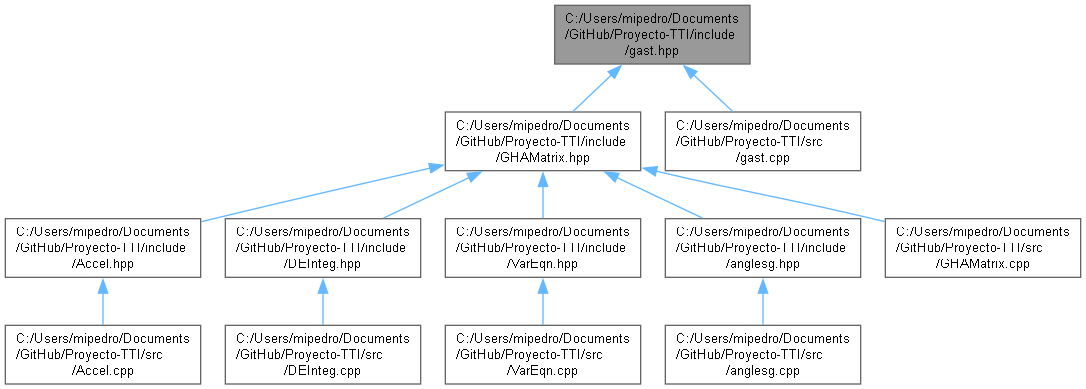 C:/Users/mipedro/Documents
/GitHub/Proyecto-TTI/include
/gast.hpp
C:/Users/mipedro/Documents
/GitHub/Proyecto-TTI/include
/GHAMatrix.hpp
C:/Users/mipedro/Documents
/GitHub/Proyecto-TTI/src
/gast.cpp
C:/Users/mipedro/Documents
/GitHub/Proyecto-TTI/include
/Accel.hpp
C:/Users/mipedro/Documents
/GitHub/Proyecto-TTI/include
/DEInteg.hpp
C:/Users/mipedro/Documents
/GitHub/Proyecto-TTI/include
/VarEqn.hpp
C:/Users/mipedro/Documents
/GitHub/Proyecto-TTI/include
/anglesg.hpp
C:/Users/mipedro/Documents
/GitHub/Proyecto-TTI/src
/GHAMatrix.cpp
C:/Users/mipedro/Documents
/GitHub/Proyecto-TTI/src
/Accel.cpp
C:/Users/mipedro/Documents
/GitHub/Proyecto-TTI/src
/DEInteg.cpp
C:/Users/mipedro/Documents
/GitHub/Proyecto-TTI/src
/VarEqn.cpp
C:/Users/mipedro/Documents
/GitHub/Proyecto-TTI/src
/anglesg.cpp